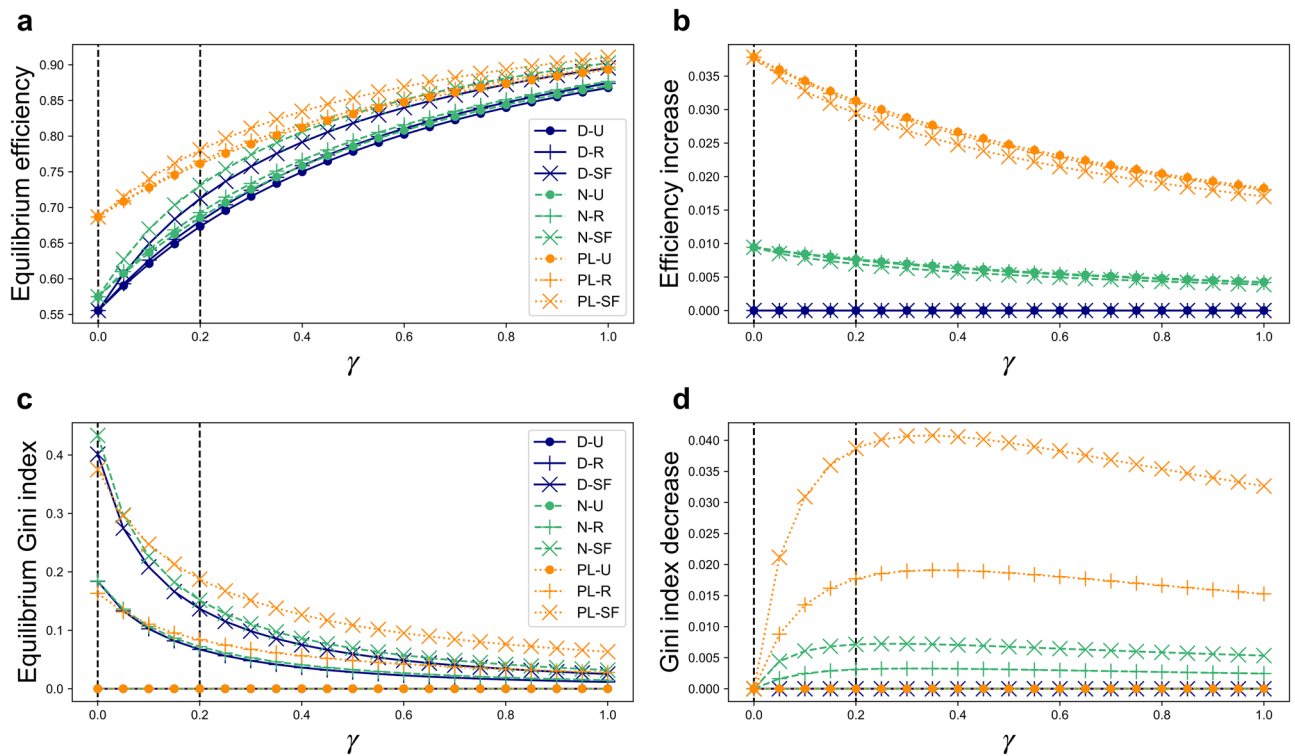 a
Equilibrium efficiency
0.90
0.85
0.80
0.75
0.70
0.65
0.60
0.55
0.0 0.2 0.4 0.6 0.8 1.0
γ
D-U
D-R
D-SF
N-U
N-R
N-SF
PL-U
PL-R
PL-SF
b
Efficiency increase
0.035
0.030
0.025
0.020
0.015
0.010
0.005
0.000
0.0 0.2 0.4 0.6 0.8 1.0
γ
c
Equilibrium Gini index
0.4
0.3
0.2
0.1
0.0
0.0 0.2 0.4 0.6 0.8 1.0
γ
D-U
D-R
D-SF
N-U
N-R
N-SF
PL-U
PL-R
PL-SF
d
Gini index decrease
0.040
0.035
0.030
0.025
0.020
0.015
0.010
0.005
0.000
0.0 0.2 0.4 0.6 0.8 1.0
γ